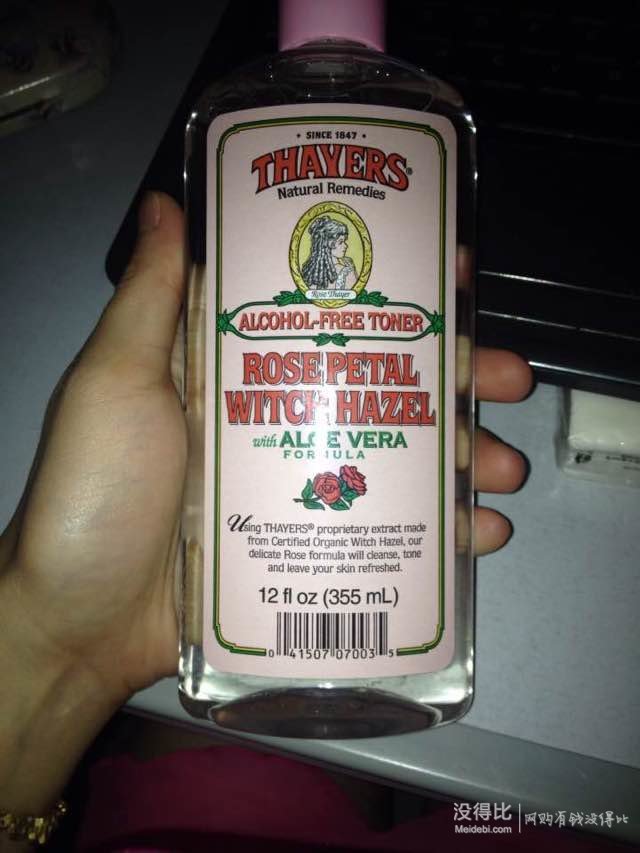 • SINCE 1847 •
THAYERS®
Natural Remedies
Rose Thayer
ALCOHOL-FREE TONER
ROSE PETAL
WITCH HAZEL
with ALOE VERA
FORMULA
Using THAYERS® proprietary extract made
from Certified Organic Witch Hazel, our
delicate Rose formula will cleanse, tone
and leave your skin refreshed.
12 fl oz (355 mL)
0 41507 07003 5
没得比 网购有钱没得比
Meidebi.com